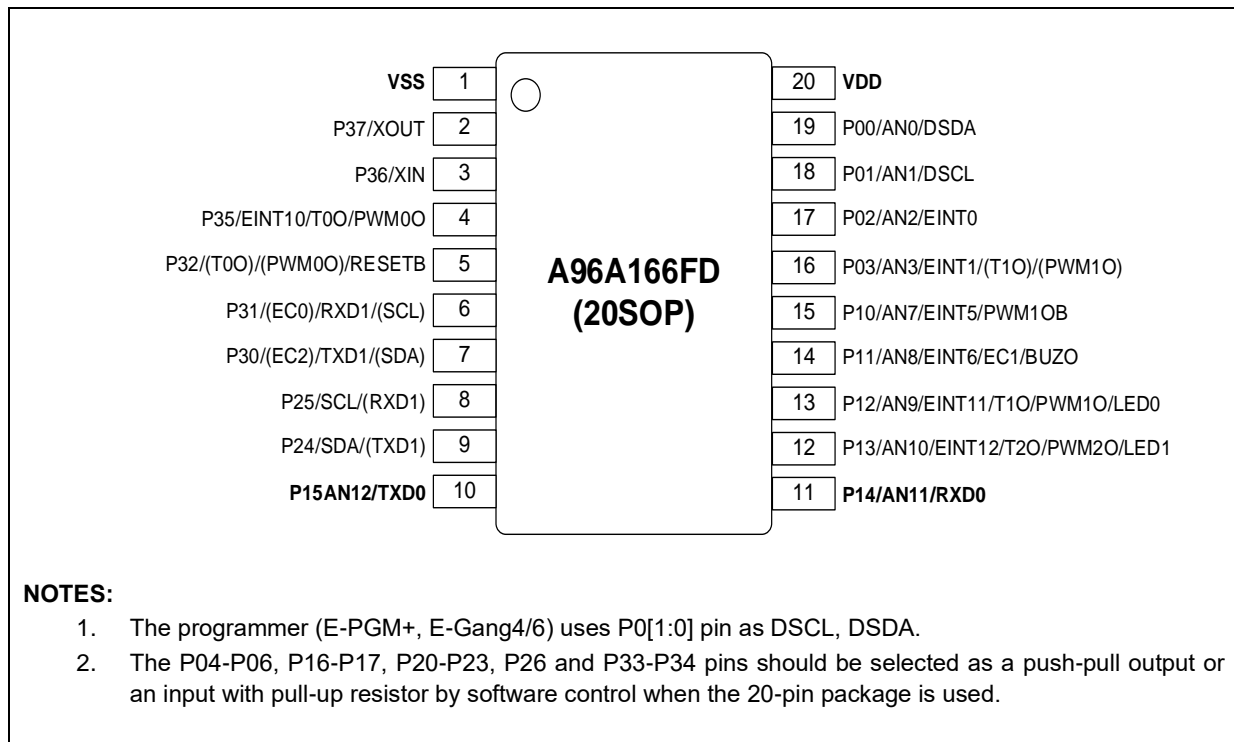 VSS 1
P37/XOUT 2
P36/XIN 3
P35/EINT10/T0O/PWM0O 4
P32/(T0O)/(PWM0O)/RESETB 5
P31/(EC0)/RXD1/(SCL) 6
P30/(EC2)/TXD1/(SDA) 7
P25/SCL/(RXD1) 8
P24/SDA/(TXD1) 9
P15AN12/TXD0 10
A96A166FD
(20SOP)
20 VDD
19 P00/AN0/DSDA
18 P01/AN1/DSCL
17 P02/AN2/EINT0
16 P03/AN3/EINT1/(T1O)/(PWM1O)
15 P10/AN7/EINT5/PWM1OB
14 P11/AN8/EINT6/EC1/BUZO
13 P12/AN9/EINT11/T1O/PWM1O/LED0
12 P13/AN10/EINT12/T2O/PWM2O/LED1
11 P14/AN11/RXD0
NOTES:
1. The programmer (E-PGM+, E-Gang4/6) uses P0[1:0] pin as DSCL, DSDA.
2. The P04-P06, P16-P17, P20-P23, P26 and P33-P34 pins should be selected as a push-pull output or
an input with pull-up resistor by software control when the 20-pin package is used.